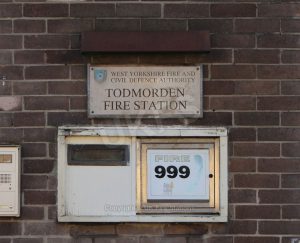 WEST YORKSHIRE FIRE AND
CIVIL DEFENCE AUTHORITY
TODMORDEN
FIRE STATION
FIRE
999